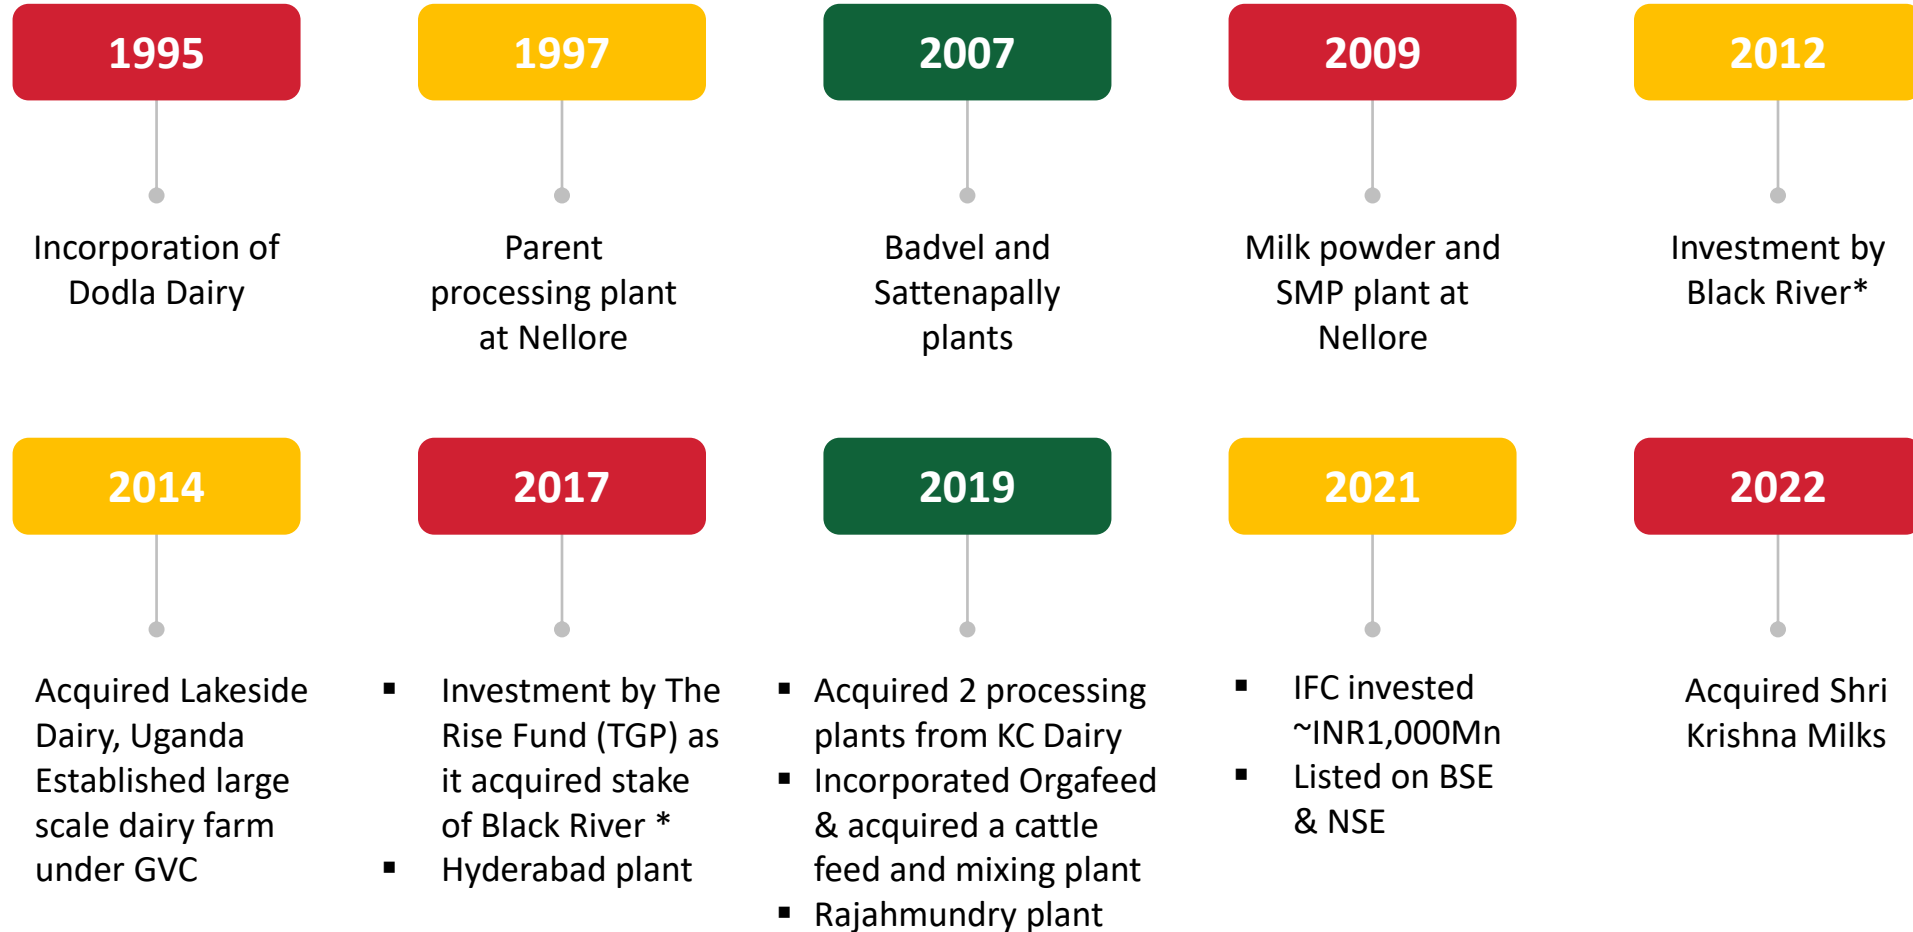 1995
1997
2007
2009
2012
Incorporation of
Dodla Dairy
Parent
processing plant
at Nellore
Badvel and
Sattenapally
plants
Milk powder and
SMP plant at
Nellore
Investment by
Black River*
2014
2017
2019
2021
2022
Acquired Lakeside
Dairy, Uganda
Established large
scale dairy farm
under GVC
▪ Investment by The
Rise Fund (TGP) as
it acquired stake
of Black River *
▪ Hyderabad plant
▪ Acquired 2 processing
plants from KC Dairy
▪ Incorporated Orgafeed
& acquired a cattle
feed and mixing plant
▪ Rajahmundry plant
▪ IFC invested
~INR1,000Mn
▪ Listed on BSE
& NSE
Acquired Shri
Krishna Milks